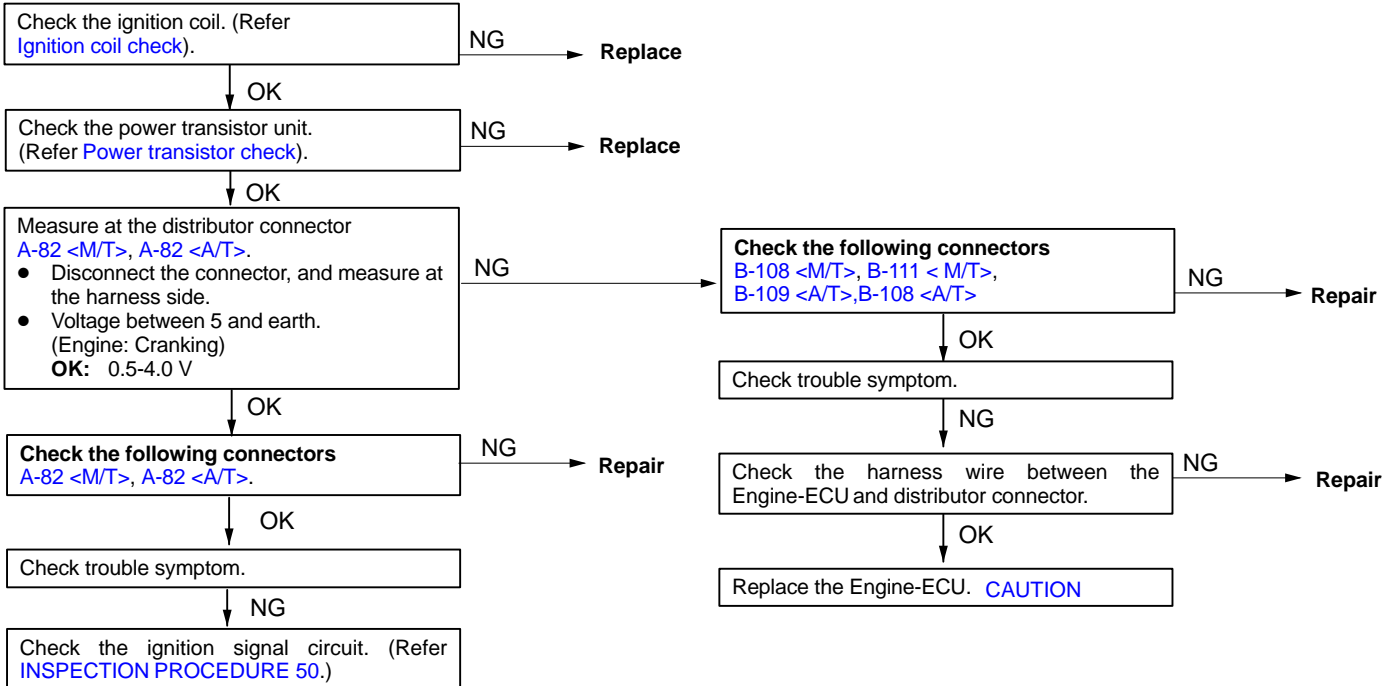 Check the ignition coil. (Refer
Ignition coil check).
NG
Replace
OK
Check the power transistor unit.
(Refer Power transistor check).
NG
Replace
OK
Measure at the distributor connector
A-82 <M/T>, A-82 <A/T>.
● Disconnect the connector, and measure at
the harness side.
● Voltage between 5 and earth.
(Engine: Cranking)
OK: 0.5-4.0 V
NG
OK
Check the following connectors
A-82 <M/T>, A-82 <A/T>.
NG
Repair
OK
Check trouble symptom.
NG
Check the ignition signal circuit. (Refer
INSPECTION PROCEDURE 50.)
Check the following connectors
B-108 <M/T>, B-111 < M/T>,
B-109 <A/T>,B-108 <A/T>
NG
Repair
OK
Check trouble symptom.
NG
Check the harness wire between the
Engine-ECU and distributor connector.
NG
Repair
OK
Replace the Engine-ECU. CAUTION